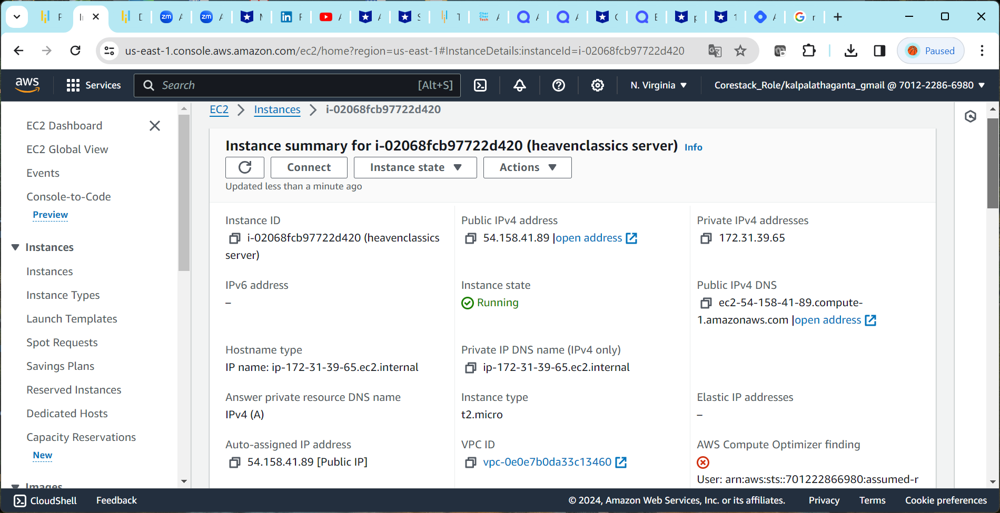 us-east-1.console.aws.amazon.com/ec2/home?region=us-east-1#InstanceDetails:instanceId=i-02068fcb97722d420
Paused
aws
Services
Search
[Alt+S]
N. Virginia
Corestack_Role/kalpalathaganta_gmail @ 7012-2286-6980
EC2 Dashboard
EC2 Global View
Events
Console-to-Code
Preview
Instances
Instances
Instance Types
Launch Templates
Spot Requests
Savings Plans
Reserved Instances
Dedicated Hosts
Capacity Reservations
New
Images
EC2 > Instances > i-02068fcb97722d420
Instance summary for i-02068fcb97722d420 (heavenclassics server) Info
Connect
Instance state
Actions
Updated less than a minute ago
Instance ID
i-02068fcb97722d420 (heavenclassics
server)
Public IPv4 address
54.158.41.89 |open address
Private IPv4 addresses
172.31.39.65
IPv6 address
–
Instance state
Running
Public IPv4 DNS
ec2-54-158-41-89.compute-
1.amazonaws.com |open address
Hostname type
IP name: ip-172-31-39-65.ec2.internal
Private IP DNS name (IPv4 only)
ip-172-31-39-65.ec2.internal
Answer private resource DNS name
IPv4 (A)
Instance type
t2.micro
Elastic IP addresses
–
Auto-assigned IP address
54.158.41.89 [Public IP]
VPC ID
vpc-0e0e7b0da33c13460
AWS Compute Optimizer finding
User: arn:aws:sts::701222866980:assumed-r
CloudShell
Feedback
© 2024, Amazon Web Services, Inc. or its affiliates.
Privacy
Terms
Cookie preferences